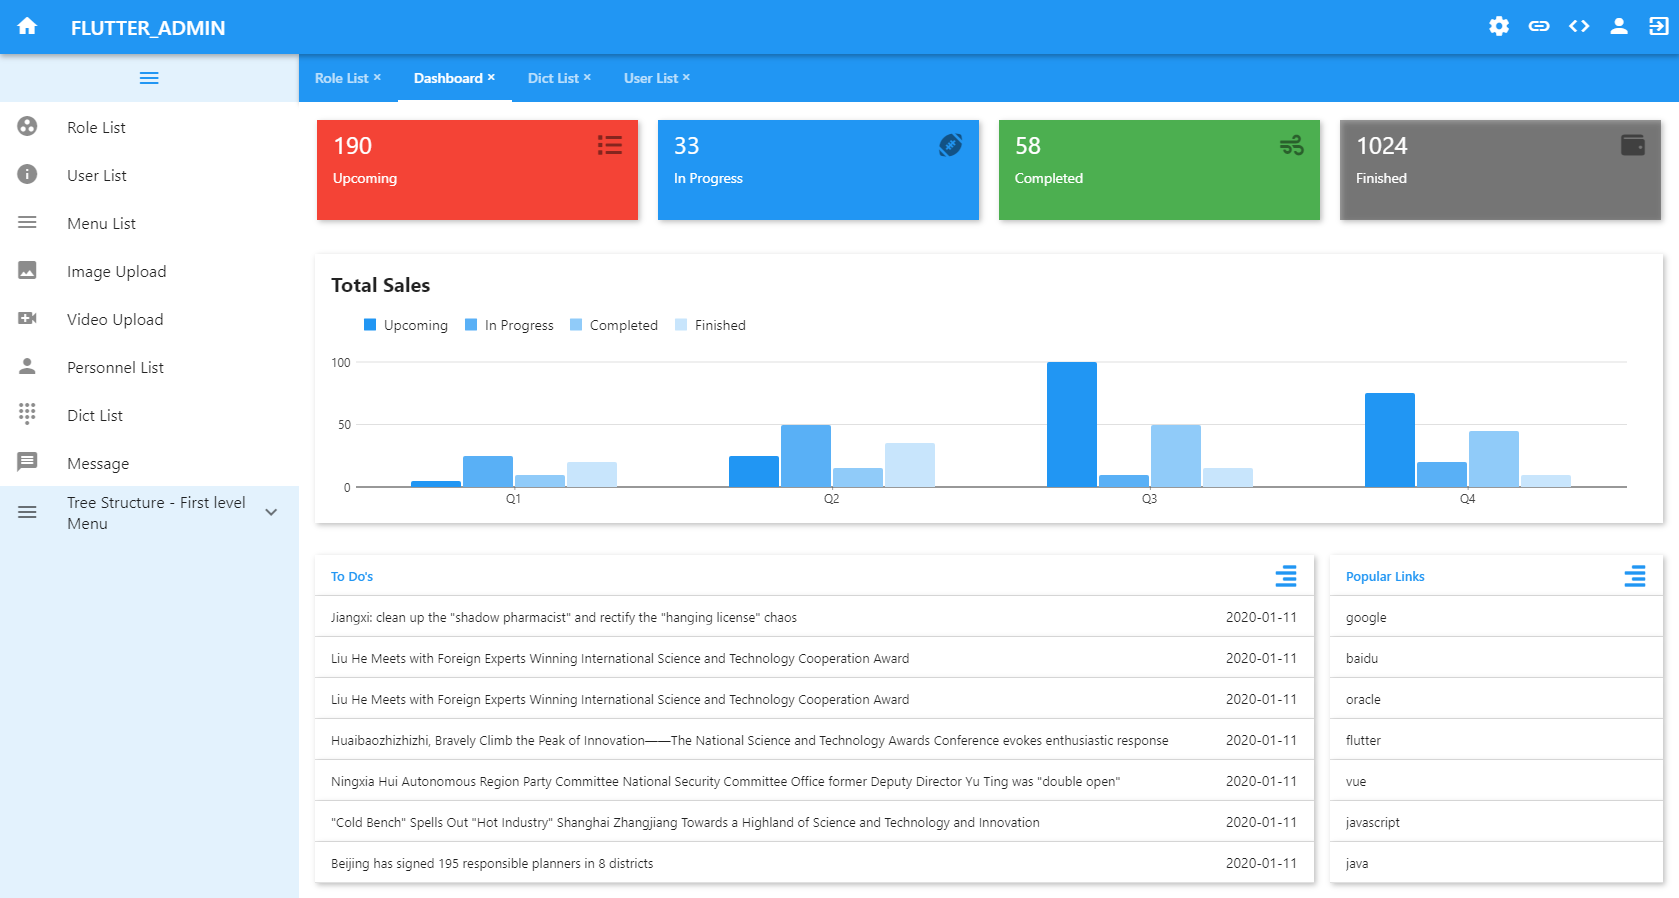 FLUTTER_ADMIN
Role List × Dashboard × Dict List × User List ×
Role List
User List
Menu List
Image Upload
Video Upload
Personnel List
Dict List
Message
Tree Structure - First level
Menu
190
Upcoming
33
In Progress
58
Completed
1024
Finished
Total Sales
Upcoming In Progress Completed Finished
100
50
0
Q1 Q2 Q3 Q4
To Do's
Jiangxi: clean up the "shadow pharmacist" and rectify the "hanging license" chaos 2020-01-11
Liu He Meets with Foreign Experts Winning International Science and Technology Cooperation Award 2020-01-11
Liu He Meets with Foreign Experts Winning International Science and Technology Cooperation Award 2020-01-11
Huaibaozhizhizhi, Bravely Climb the Peak of Innovation——The National Science and Technology Awards Conference evokes enthusiastic response 2020-01-11
Ningxia Hui Autonomous Region Party Committee National Security Committee Office former Deputy Director Yu Ting was "double open" 2020-01-11
"Cold Bench" Spells Out "Hot Industry" Shanghai Zhangjiang Towards a Highland of Science and Technology and Innovation 2020-01-11
Beijing has signed 195 responsible planners in 8 districts 2020-01-11
Popular Links
google
baidu
oracle
flutter
vue
javascript
java